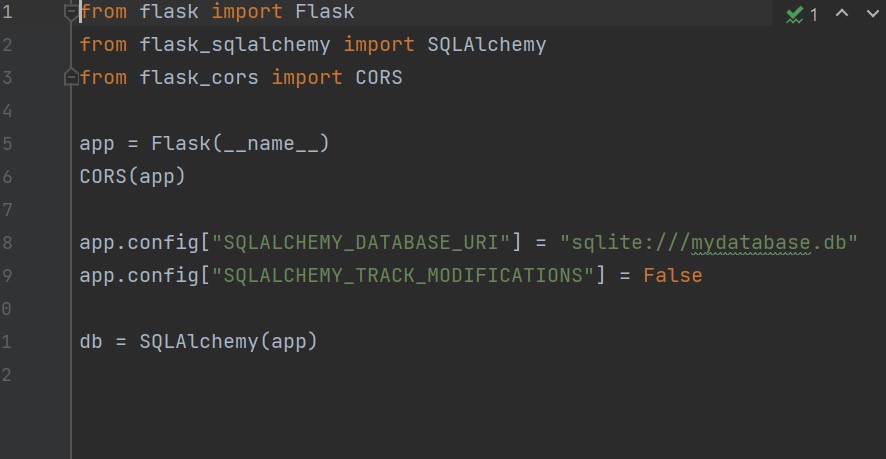 1 from flask import Flask
2 from flask_sqlalchemy import SQLAlchemy
3 from flask_cors import CORS
4
5 app = Flask(__name__)
6 CORS(app)
7
8 app.config["SQLALCHEMY_DATABASE_URI"] = "sqlite:///mydatabase.db"
9 app.config["SQLALCHEMY_TRACK_MODIFICATIONS"] = False
0
1 db = SQLAlchemy(app)
2
1